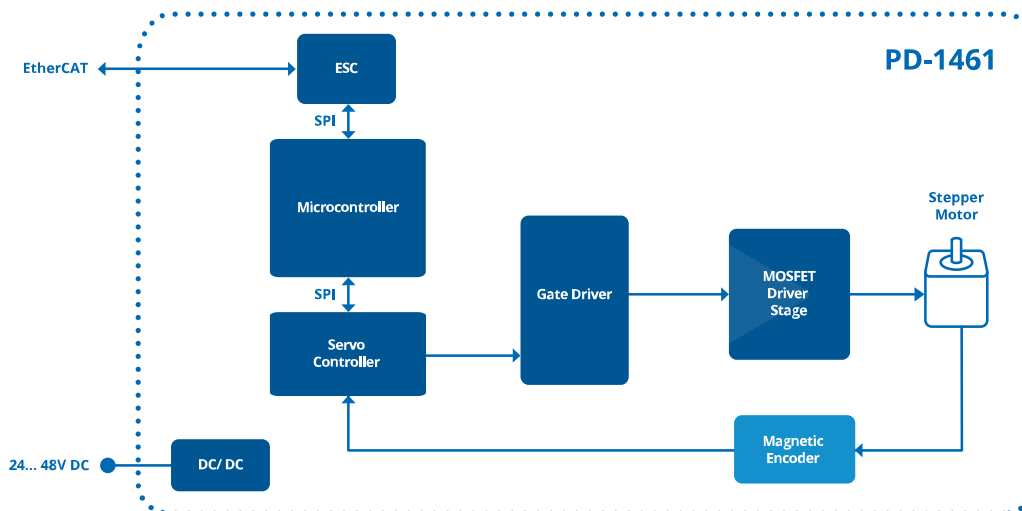 PD-1461
EtherCAT
ESC
SPI
Microcontroller
SPI
Servo
Controller
Gate Driver
MOSFET
Driver
Stage
Stepper
Motor
Magnetic
Encoder
24... 48V DC
DC/ DC